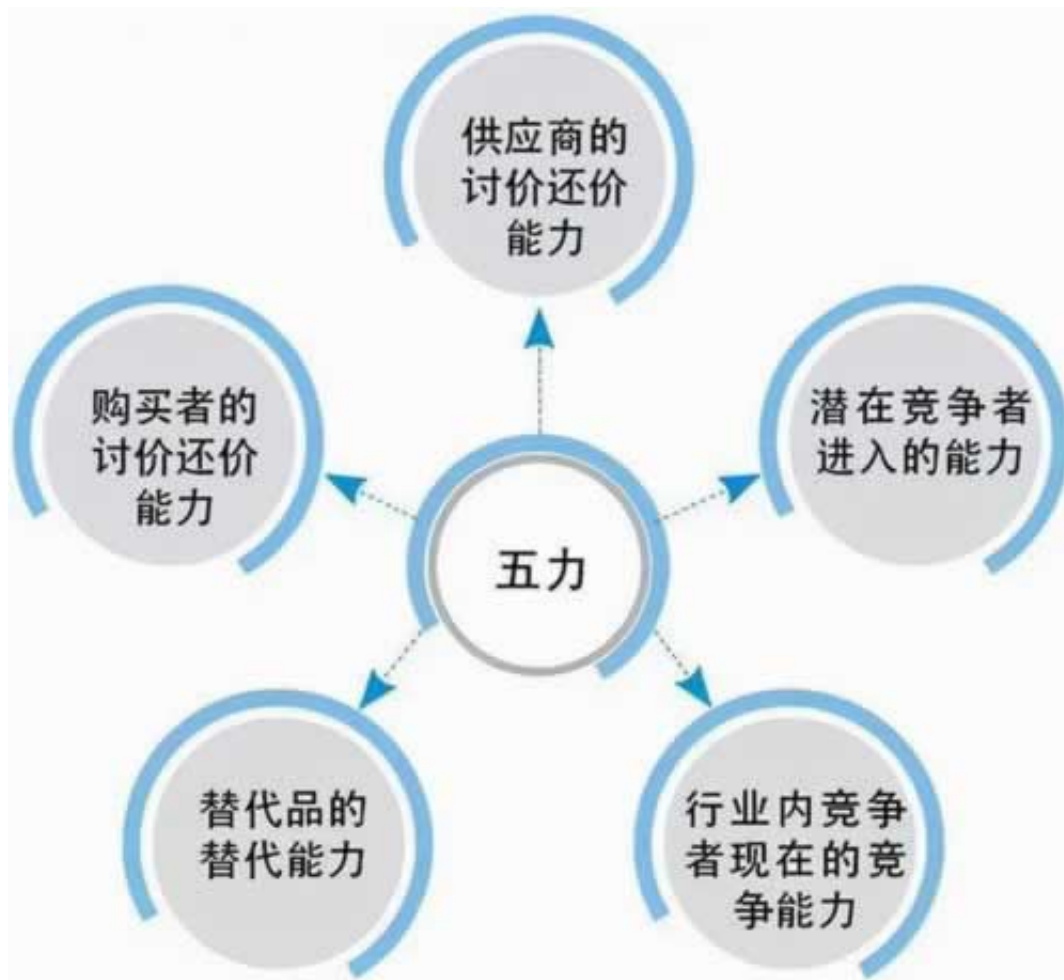 供应商的
讨价还价
能力
购买者的
讨价还价
能力
潜在竞争者
进入的能力
五力
替代品的
替代能力
行业内竞争
者现在的竞
争能力